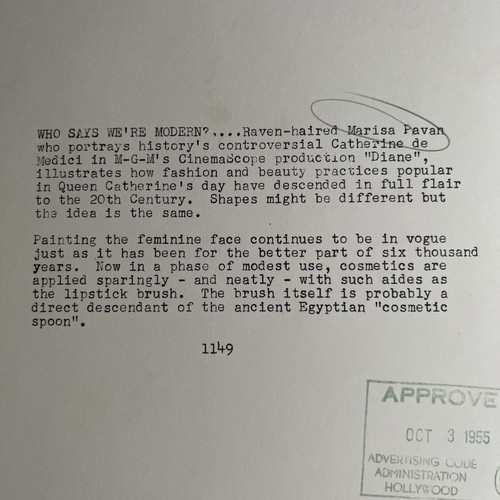 WHO SAYS WE'RE MODERN?,...Raven-haired Marisa Pavan
who portrays history's controversial Catherine de
Medici in M-G-M's CinemaScope production "Diane",
illustrates how fashion and beauty practices popular
in Queen Catherine's day have descended in full flair
to the 20th Century.  Shapes might be different but
the idea is the same.
Painting the feminine face continues to be in vogue
just as it has been for the better part of six thousand
years.  Now in a phase of modest use, cosmetics are
applied sparingly - and neatly - with such aides as
the lipstick brush.  The brush itself is probably a
direct descendant of the ancient Egyptian "cosmetic
spoon".
1149
APPROVE
OCT 3 1955
ADVERTISING CODE
ADMINISTRATION
HOLLYWOOD